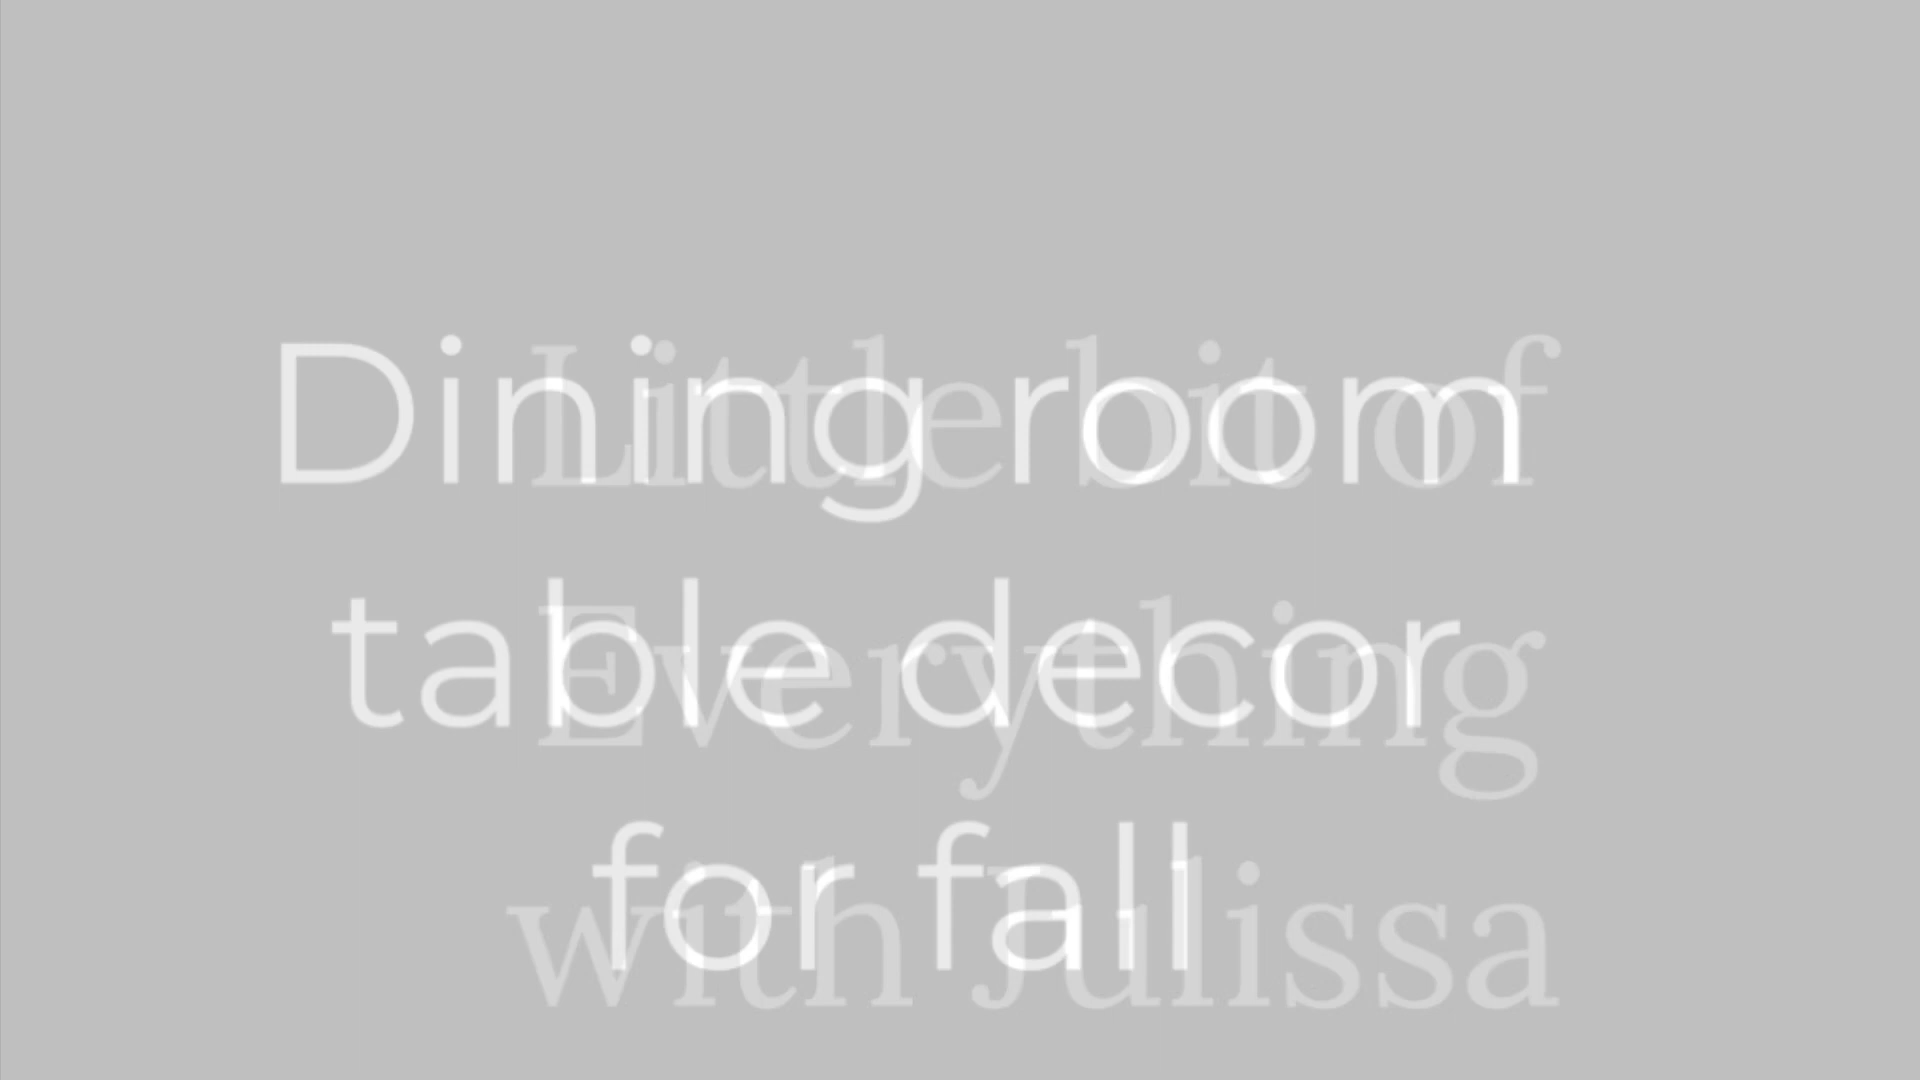 Dining room
table decor
for fall
Little bit of
Everything
with Julissa